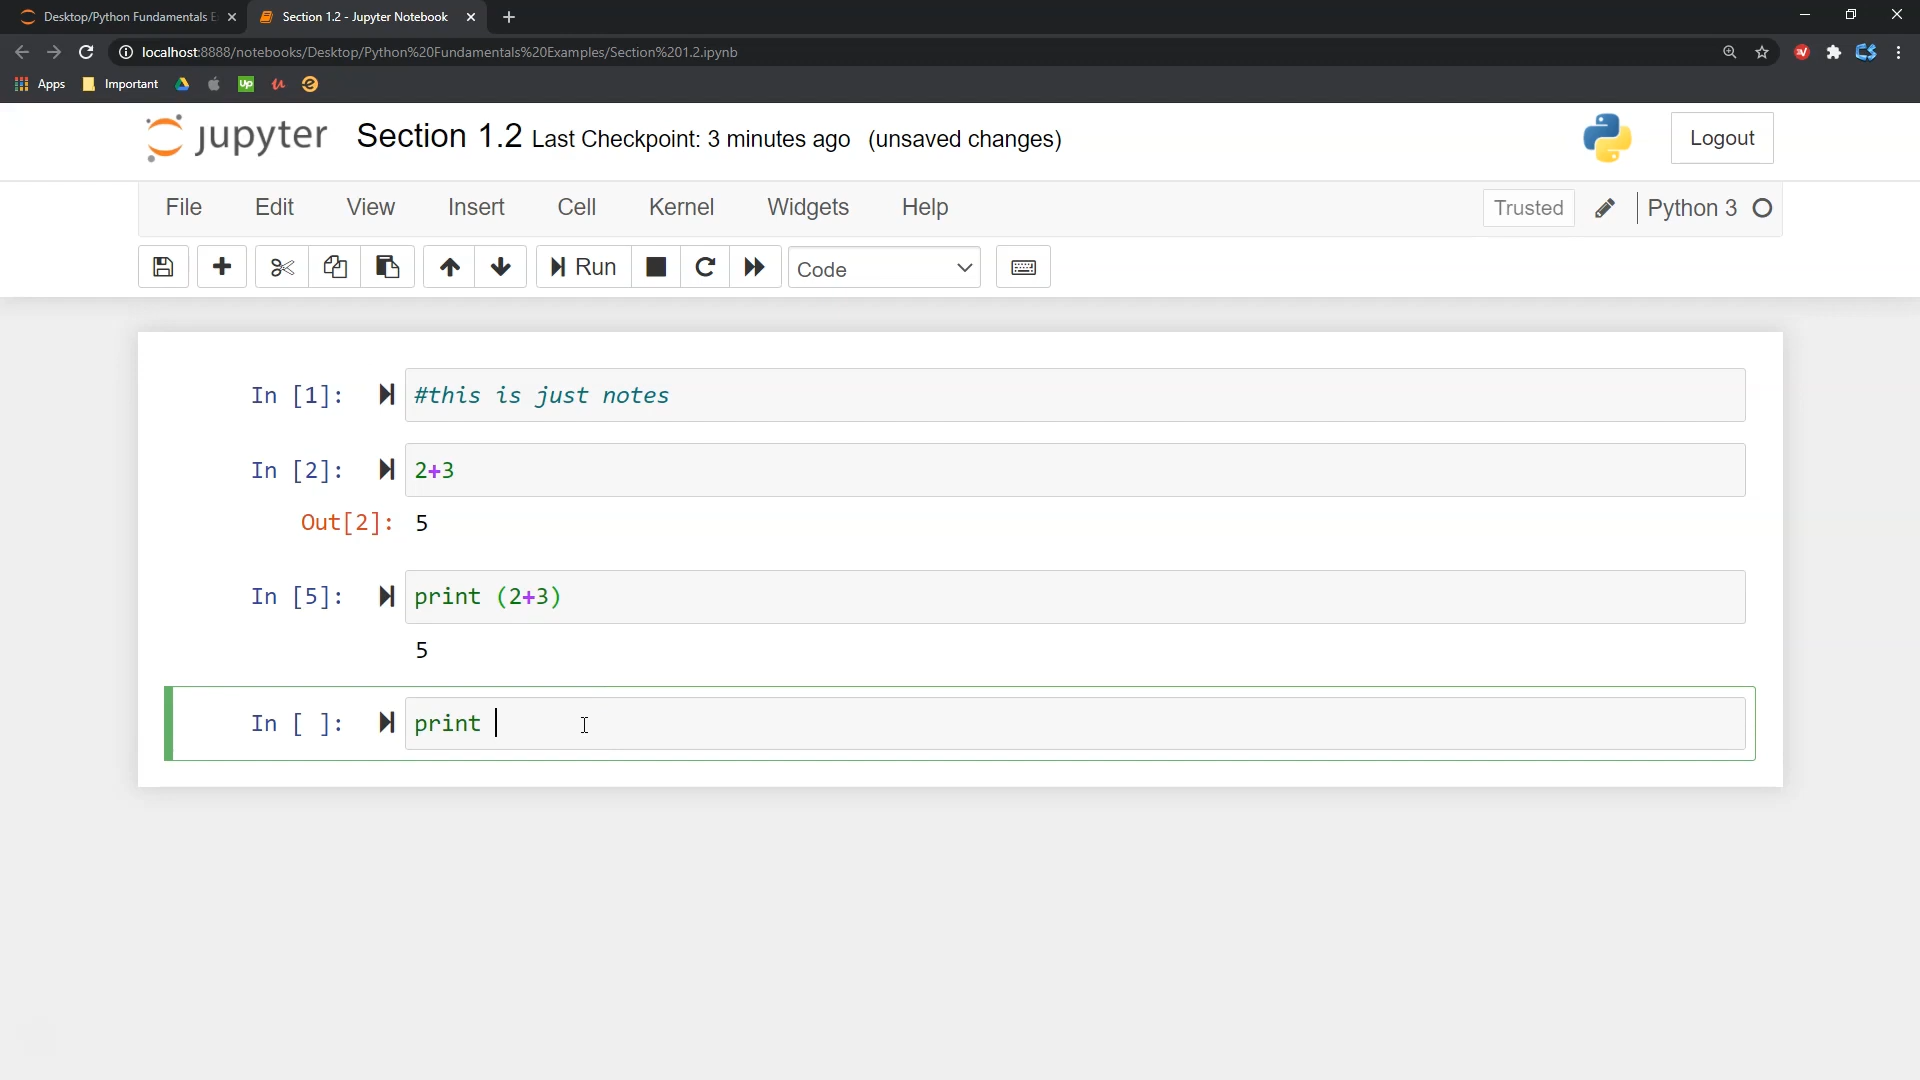 Desktop/Python Fundamentals E
Section 1.2 - Jupyter Notebook
localhost:8888/notebooks/Desktop/Python%20Fundamentals%20Examples/Section%201.2.ipynb
Apps
Important
up
jupyter
Section 1.2 Last Checkpoint: 3 minutes ago (unsaved changes)
Logout
File Edit View Insert Cell Kernel Widgets Help
Trusted
Python 3
Run
Code
In [1]: #this is just notes
In [2]: 2+3
Out[2]: 5
In [5]: print (2+3)
5
In [ ]: print